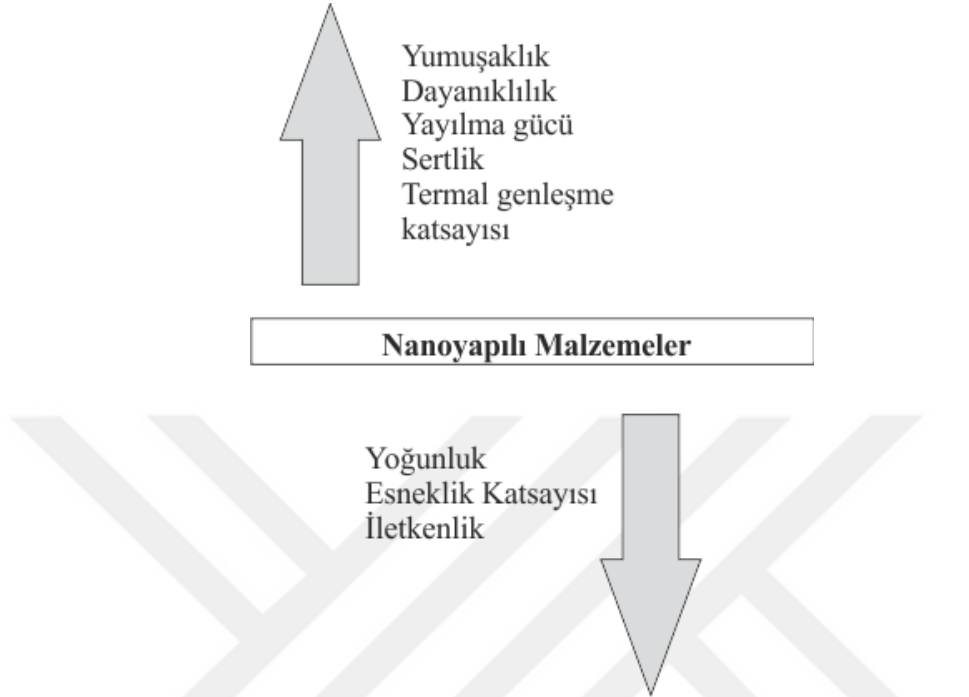 Yumuşaklık
Dayanıklılık
Yayılma gücü
Sertlik
Termal genleşme
katsayısı
Nanoyapılı Malzemeler
Yoğunluk
Esneklik Katsayısı
İletkenlik